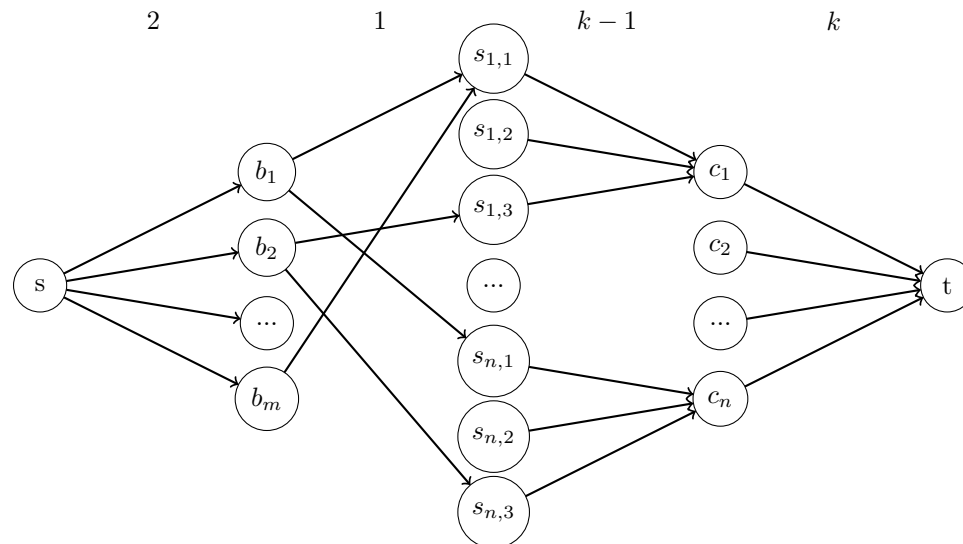 2 1 k − 1 k
s
b₁
b₂
...
bₘ
s₁,₁
s₁,₂
s₁,₃
...
sₙ,₁
sₙ,₂
sₙ,₃
c₁
c₂
...
cₙ
t